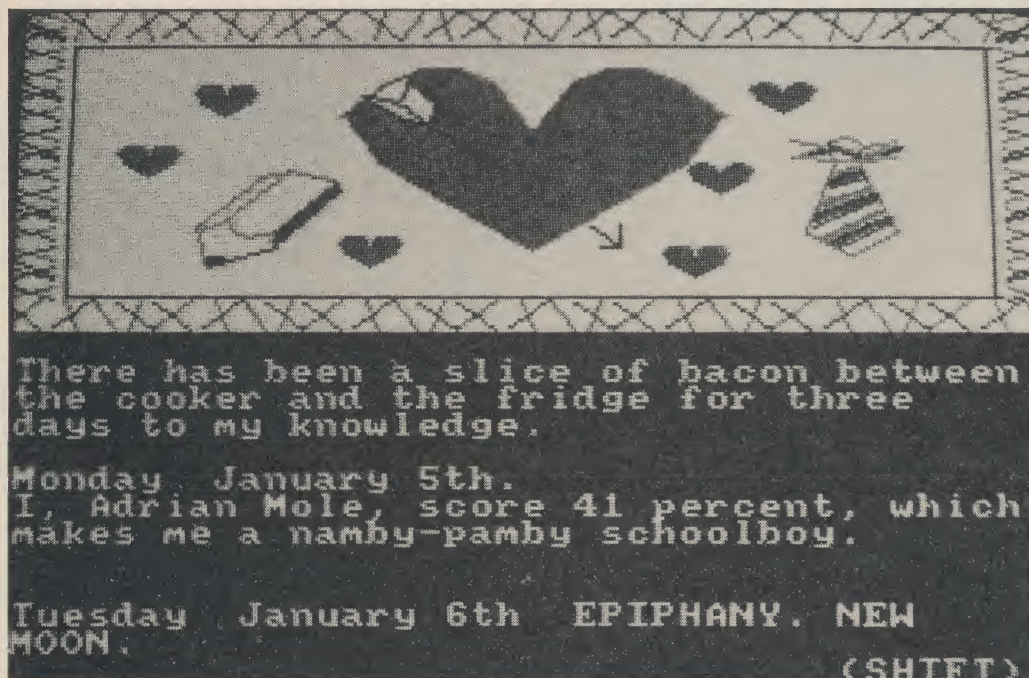 There has been a slice of bacon between
the cooker and the fridge for three
days to my knowledge.
Monday January 5th.
I, Adrian Mole, score 41 percent, which
makes me a namby-pamby schoolboy.
Tuesday January 6th EPIPHANY. NEW
MOON.
(SHIFT)